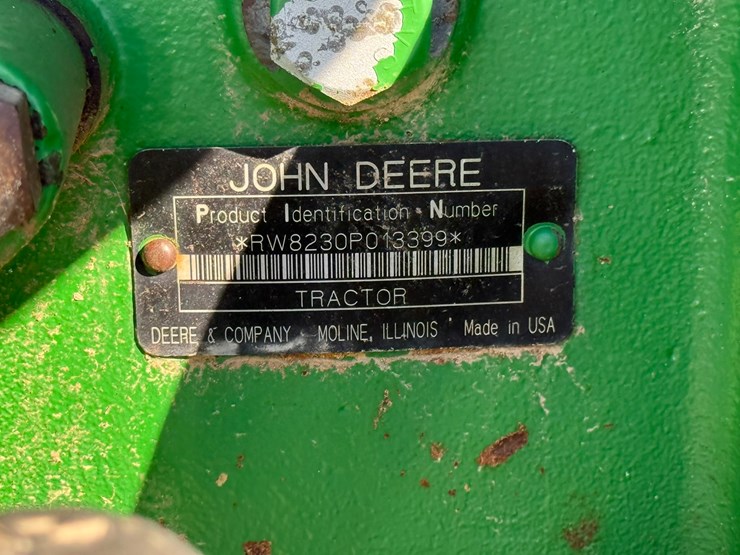 JOHN DEERE
Product Identification Number
*RW8230P013399*
TRACTOR
DEERE & COMPANY MOLINE, ILLINOIS Made in USA